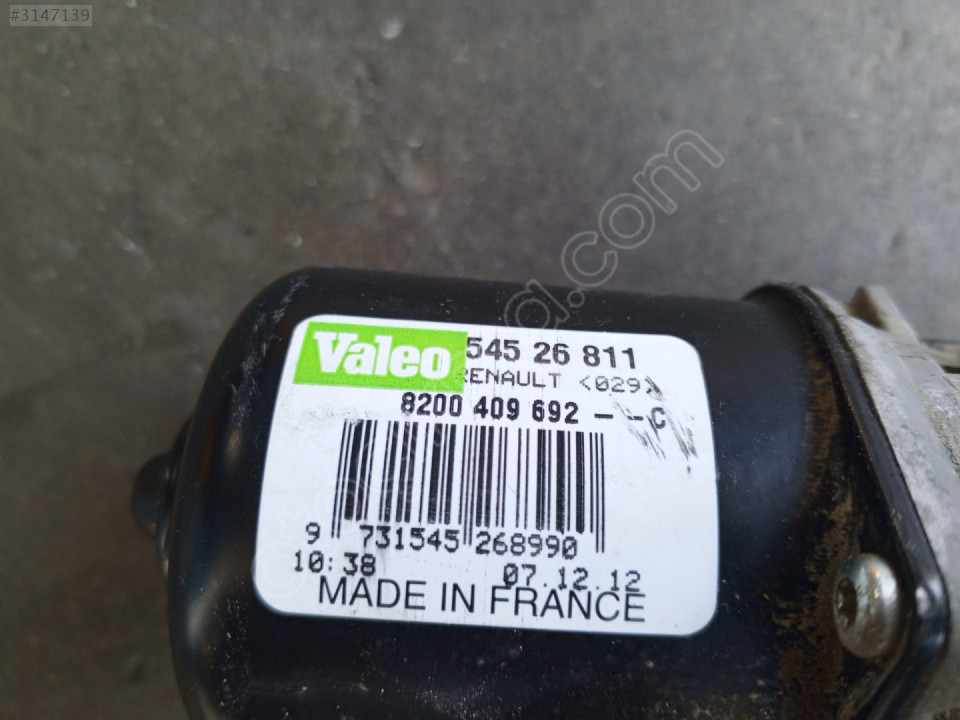 #3147139
Valeo 545 26 811
RENAULT <029>
8200 409 692 - -C
9 731545 268990
10:38 07.12.12
MADE IN FRANCE